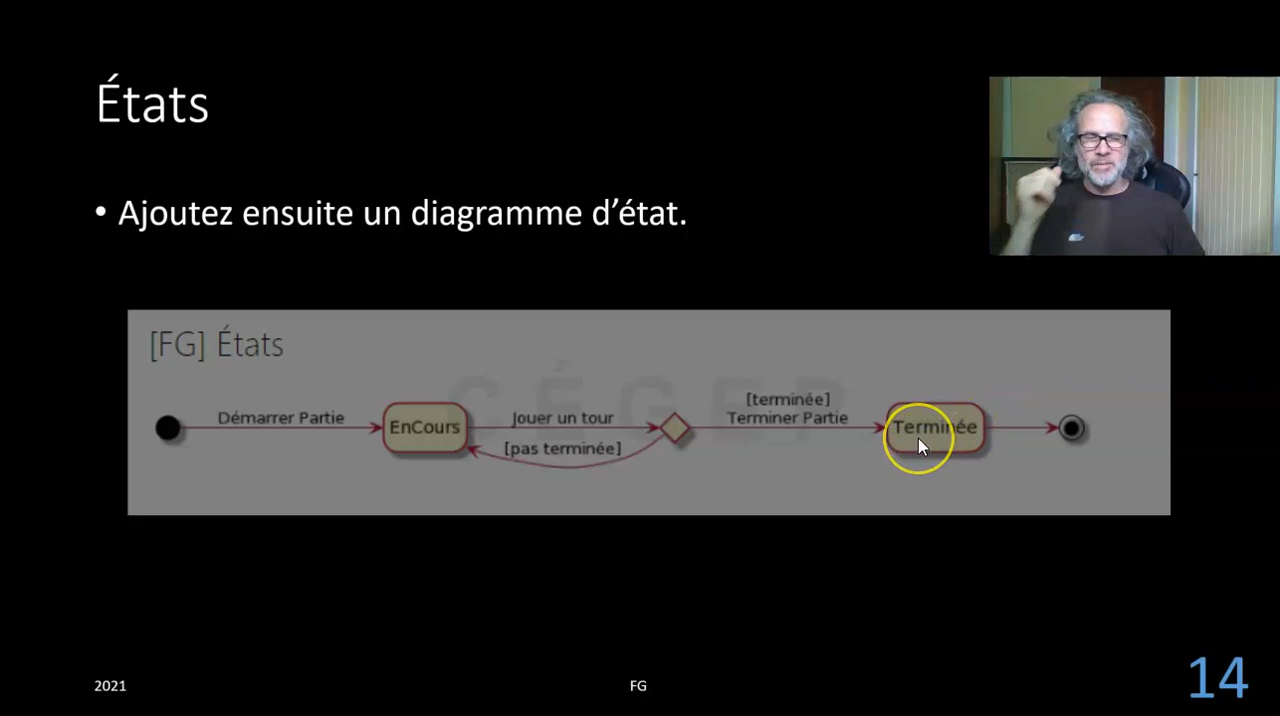 États
• Ajoutez ensuite un diagramme d’état.
[FG] États
CÉGEP
Démarrer Partie
EnCours
Jouer un tour
[pas terminée]
[terminée]
Terminer Partie
Terminée
2021
FG
14